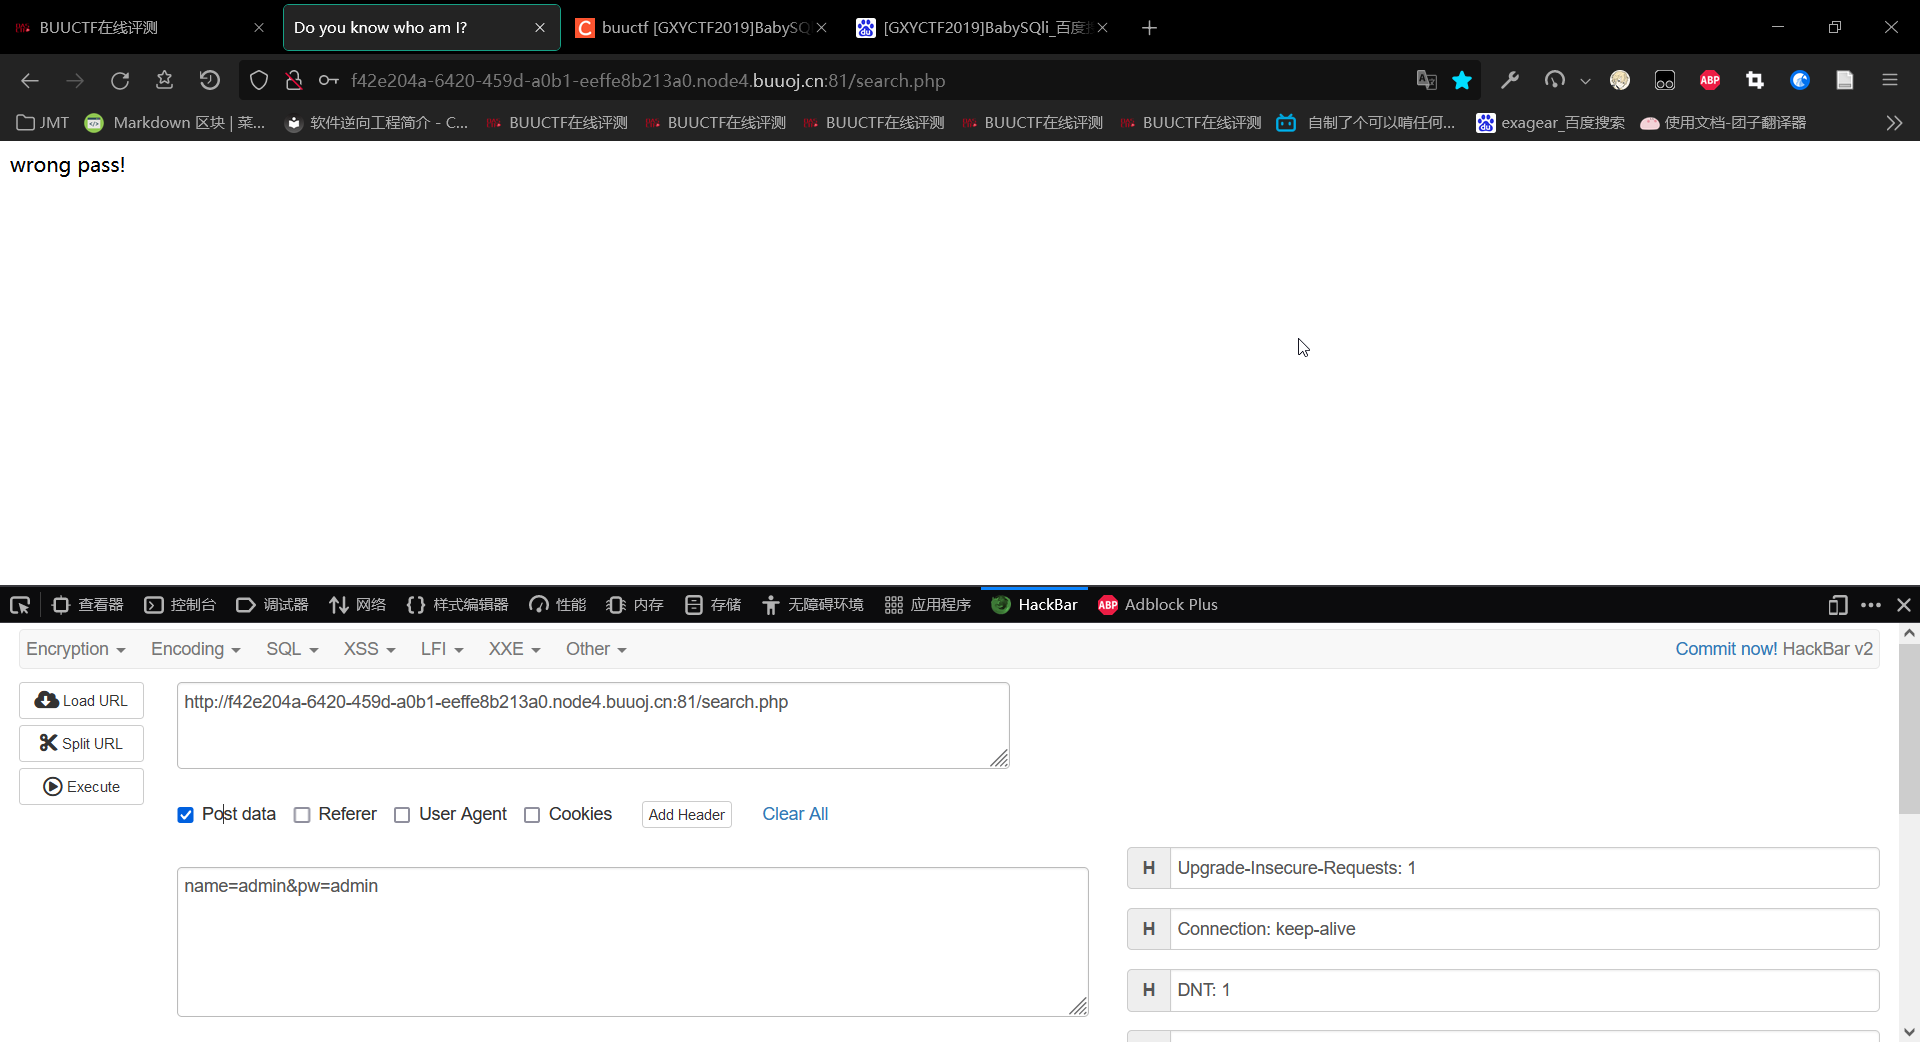 BUUCTF在线评测
Do you know who am I?
buuctf [GXYCTF2019]BabySQ
[GXYCTF2019]BabySQli_百度
f42e204a-6420-459d-a0b1-eeffe8b213a0.node4.buuoj.cn:81/search.php
JMT
Markdown 区块 | 菜...
软件逆向工程简介 - C...
BUUCTF在线评测
BUUCTF在线评测
BUUCTF在线评测
BUUCTF在线评测
BUUCTF在线评测
自制了个可以啃任何...
exagear_百度搜索
使用文档-团子翻译器
wrong pass!
查看器
控制台
调试器
网络
样式编辑器
性能
内存
存储
无障碍环境
应用程序
HackBar
ABP
Adblock Plus
Encryption
Encoding
SQL
XSS
LFI
XXE
Other
Commit now! HackBar v2
Load URL
http://f42e204a-6420-459d-a0b1-eeffe8b213a0.node4.buuoj.cn:81/search.php
Split URL
Execute
Post data
Referer
User Agent
Cookies
Add Header
Clear All
name=admin&pw=admin
H
Upgrade-Insecure-Requests: 1
H
Connection: keep-alive
H
DNT: 1